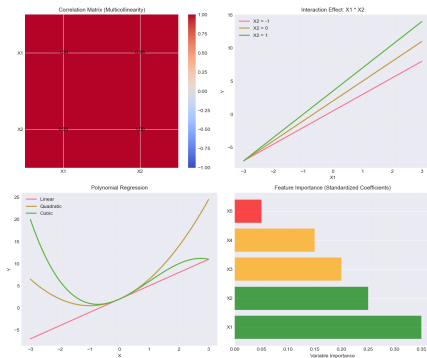 Correlation Matrix (Multicollinearity)
X1
X2
X1
X2
1.00
0.75
0.50
0.25
0.00
−0.25
−0.50
−0.75
−1.00
Interaction Effect: X1 * X2
X2 = -1
X2 = 0
X2 = 1
Y
15
10
5
0
−5
−3
−2
−1
0
1
2
3
X1
Polynomial Regression
Linear
Quadratic
Cubic
Y
25
20
15
10
5
0
−5
−3
−2
−1
0
1
2
3
X
Feature Importance (Standardized Coefficients)
X5
X4
X3
X2
X1
0.00
0.05
0.10
0.15
0.20
0.25
0.30
0.35
Variable Importance